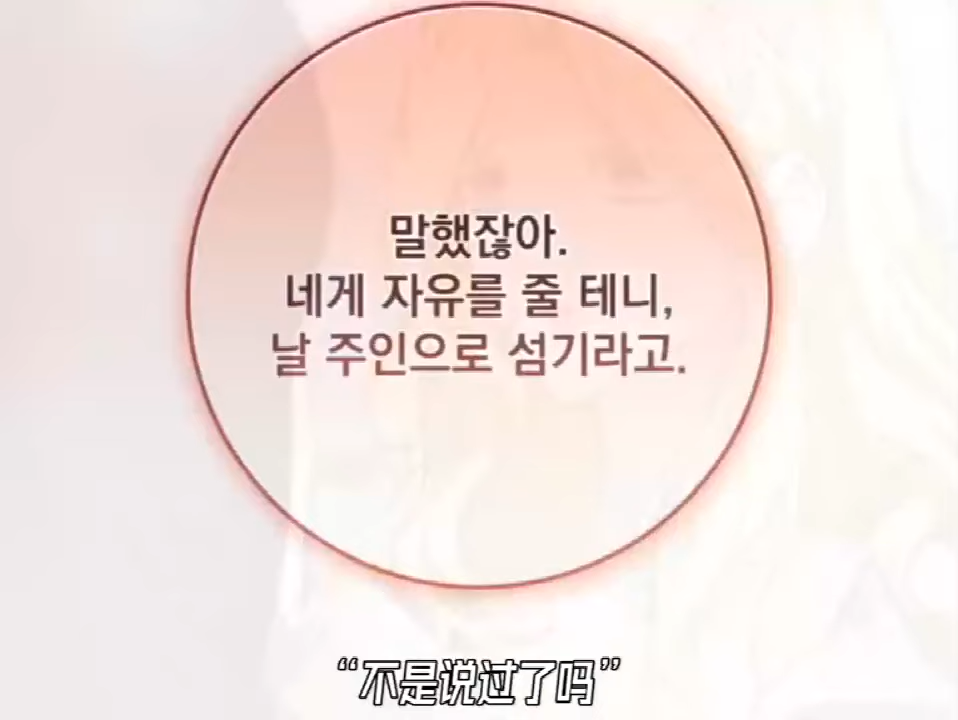 말했잖아.
네게 자유를 줄 테니,
날 주인으로 섬기라고.
“不是说过了吗”